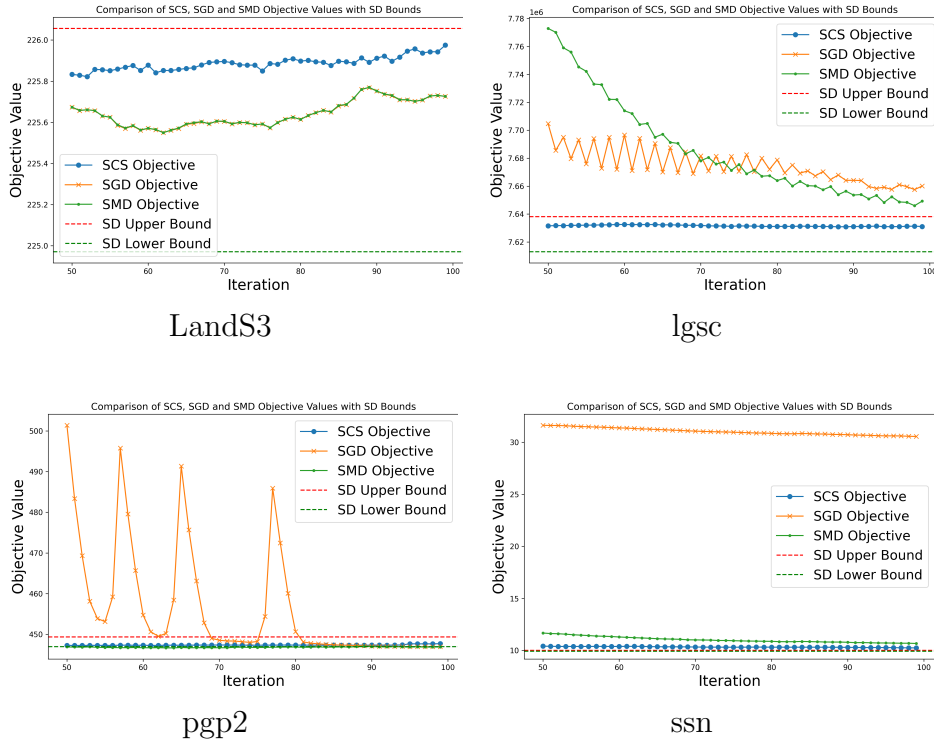 Comparison of SCS, SGD and SMD Objective Values with SD Bounds
Objective Value
226.0
225.8
225.6
225.4
225.2
225.0
SCS Objective
SGD Objective
SMD Objective
SD Upper Bound
SD Lower Bound
50 60 70 80 90 100
Iteration
LandS3
Comparison of SCS, SGD and SMD Objective Values with SD Bounds
1e6
Objective Value
7.78
7.76
7.74
7.72
7.70
7.68
7.66
7.64
7.62
SCS Objective
SGD Objective
SMD Objective
SD Upper Bound
SD Lower Bound
50 60 70 80 90 100
Iteration
lgsc
Comparison of SCS, SGD and SMD Objective Values with SD Bounds
Objective Value
500
490
480
470
460
450
SCS Objective
SGD Objective
SMD Objective
SD Upper Bound
SD Lower Bound
50 60 70 80 90 100
Iteration
pgp2
Comparison of SCS, SGD and SMD Objective Values with SD Bounds
Objective Value
30
25
20
15
10
SCS Objective
SGD Objective
SMD Objective
SD Upper Bound
SD Lower Bound
50 60 70 80 90 100
Iteration
ssn